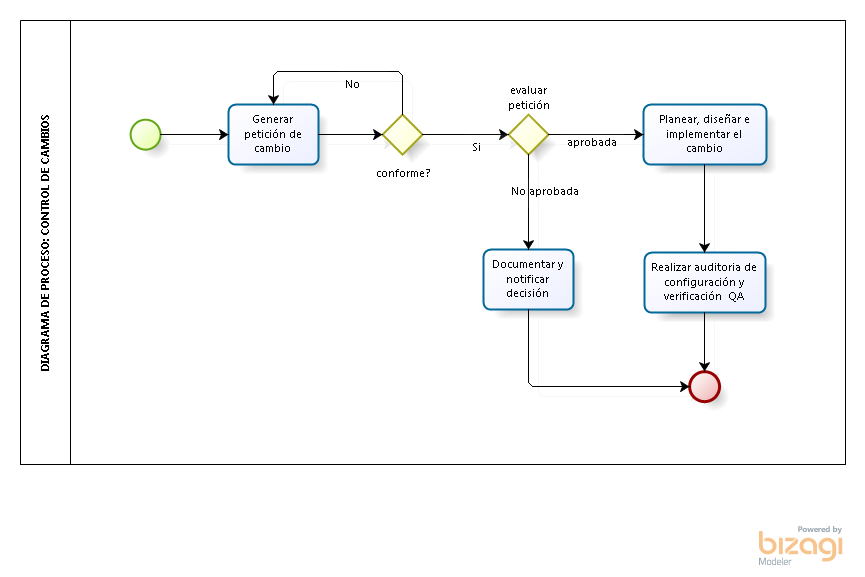 DIAGRAMA DE PROCESO: CONTROL DE CAMBIOS
No
Generar
petición de
cambio
conforme?
Si
evaluar
petición
aprobada
No aprobada
Planear, diseñar e
implementar el
cambio
Documentar y
notificar
decisión
Realizar auditoria de
configuración y
verificación QA
Powered by
bizagi
Modeler